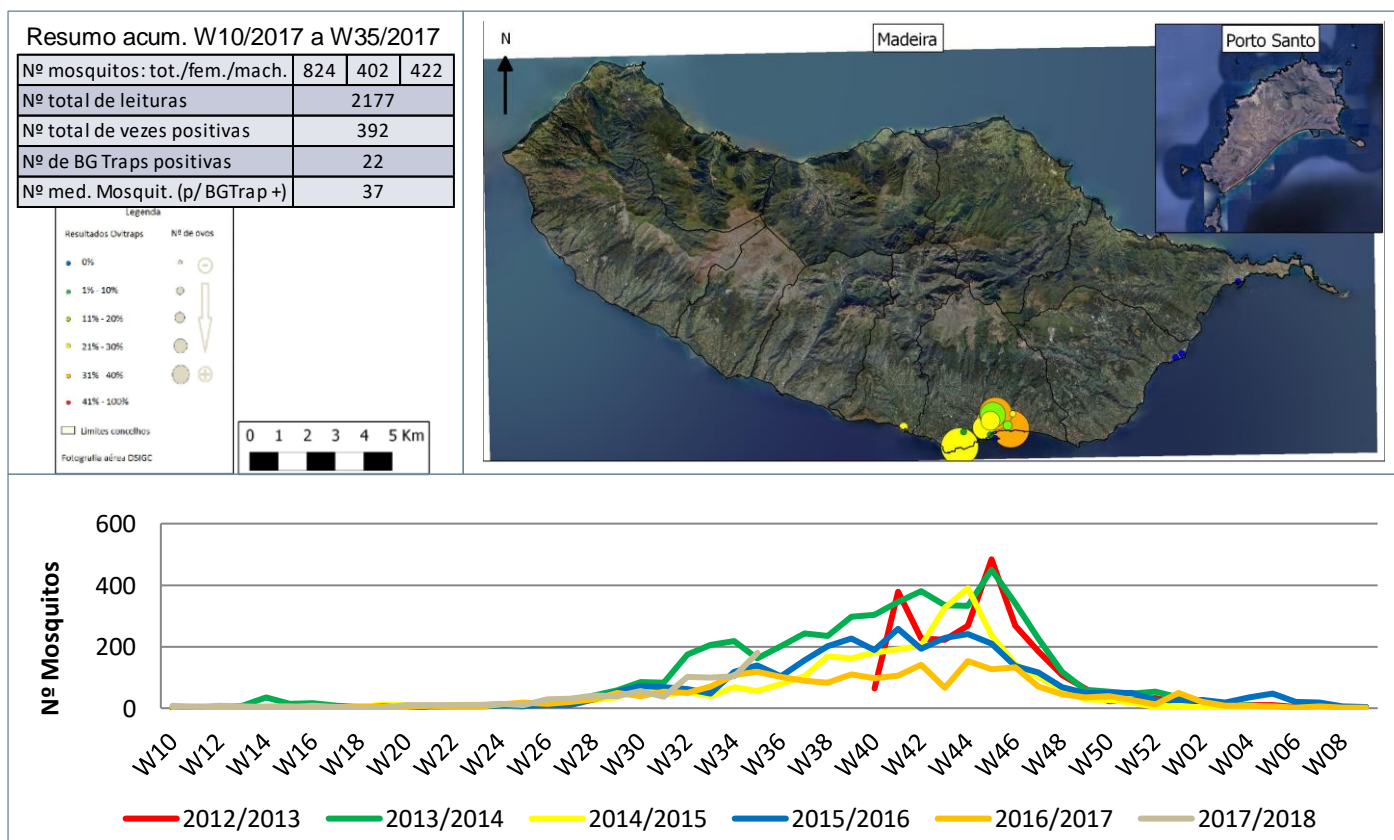 Resumo acum. W10/2017 a W35/2017
Nº mosquitos: tot./fem./mach. 824 402 422
Nº total de leituras 2177
Nº total de vezes positivas 392
Nº de BG Traps positivas 22
Nº med. Mosquit. (p/ BGTrap +) 37
Legenda
Resultados Ovitraps Nº de ovos
0%
1% - 10%
11% - 20%
21% - 30%
31% - 40%
41% - 100%
Limites concelhos
Fotografia aérea DSIGC
0 1 2 3 4 5 Km
N
Madeira
Porto Santo
Nº Mosquitos
600
400
200
0
W10 W12 W14 W16 W18 W20 W22 W24 W26 W28 W30 W32 W34 W36 W38 W40 W42 W44 W46 W48 W50 W52 W02 W04 W06 W08
2012/2013 2013/2014 2014/2015 2015/2016 2016/2017 2017/2018